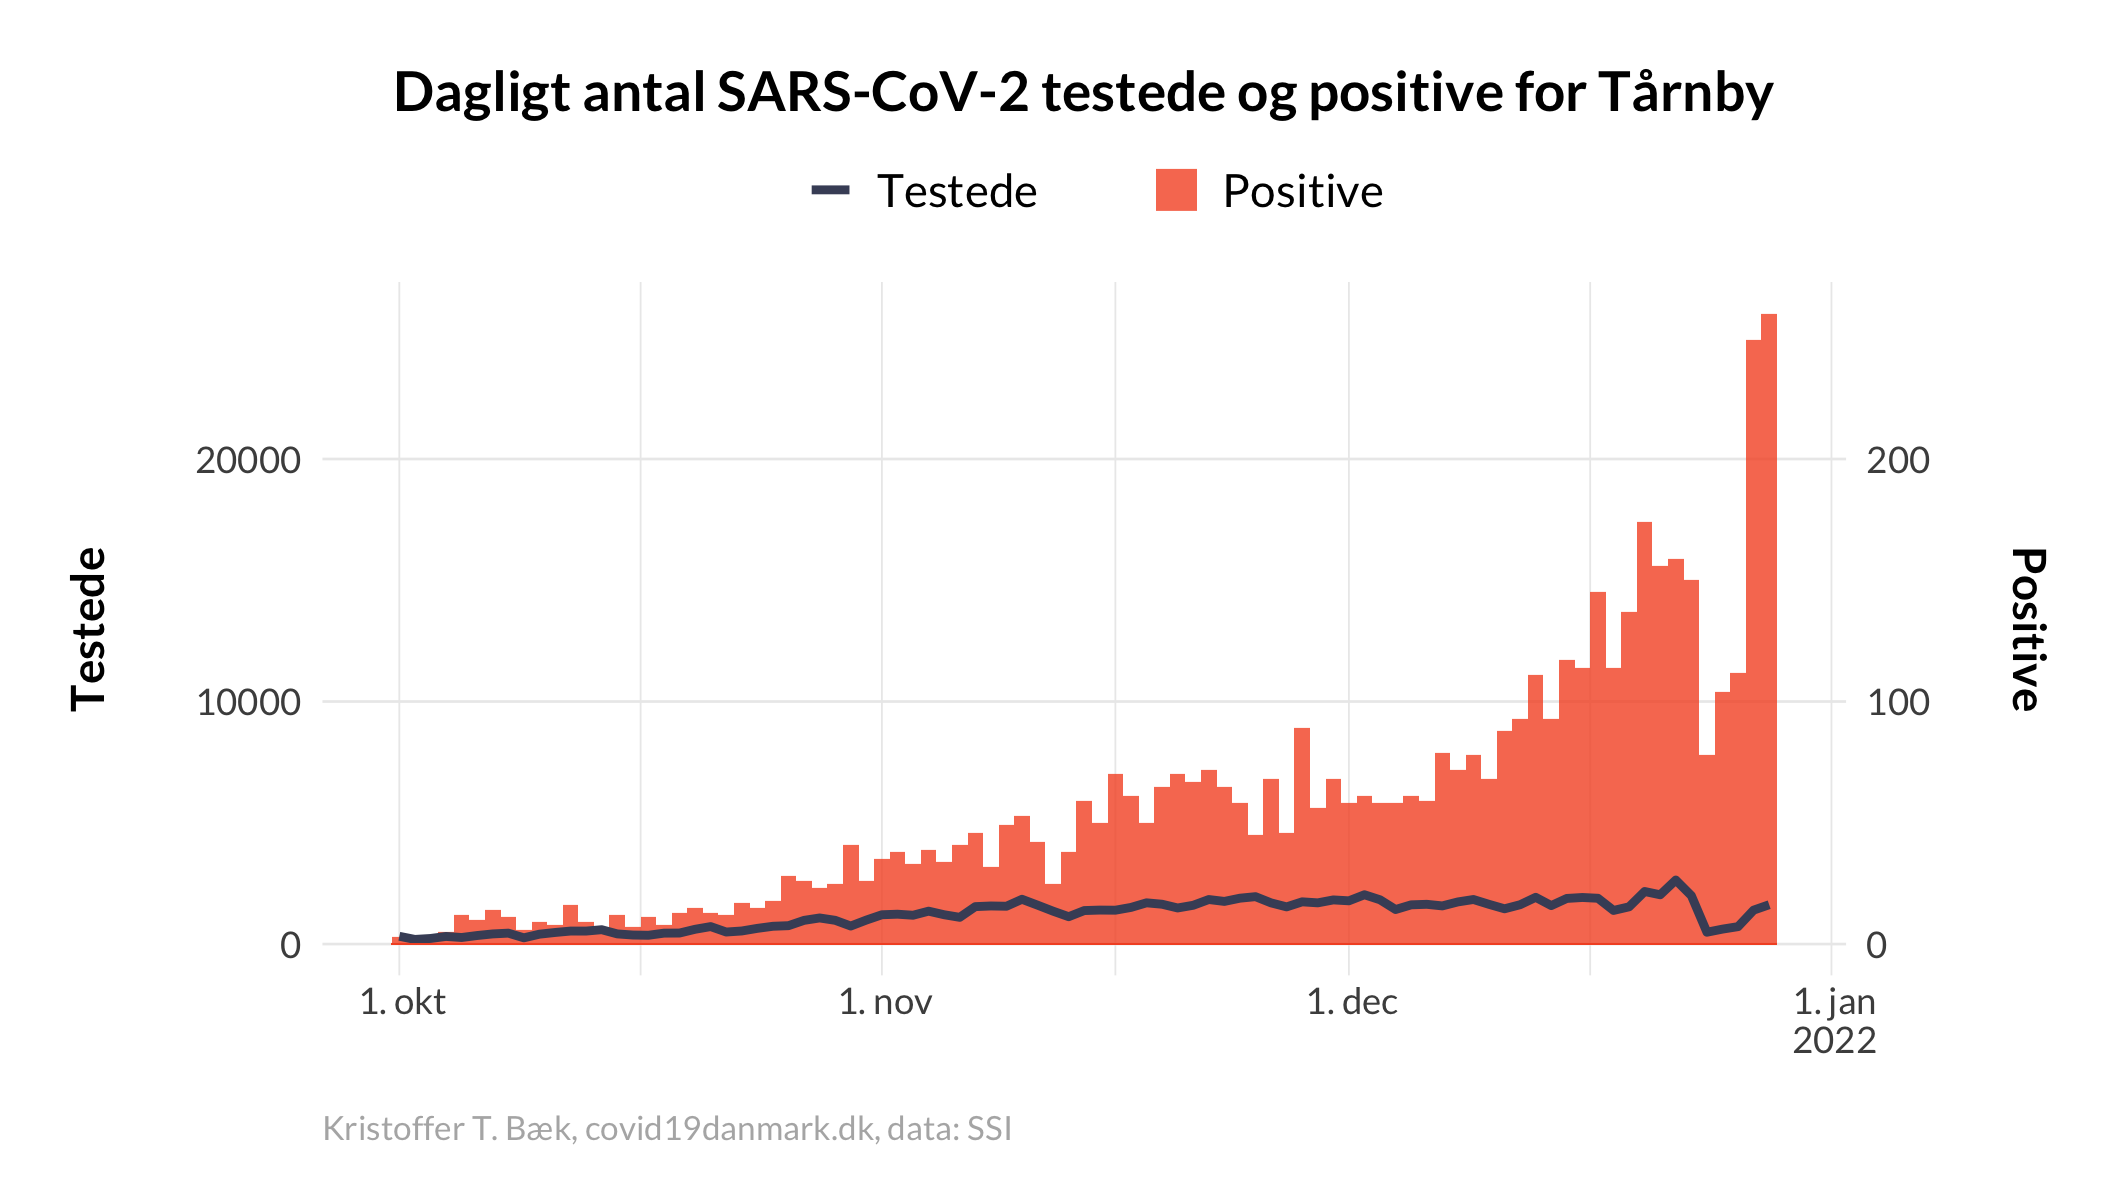 Dagligt antal SARS-CoV-2 testede og positive for Tårnby
Testede
Positive
Testede
20000
10000
0
200
100
0
Positive
1. okt
1. nov
1. dec
1. jan
2022
Kristoffer T. Bæk, covid19danmark.dk, data: SSI